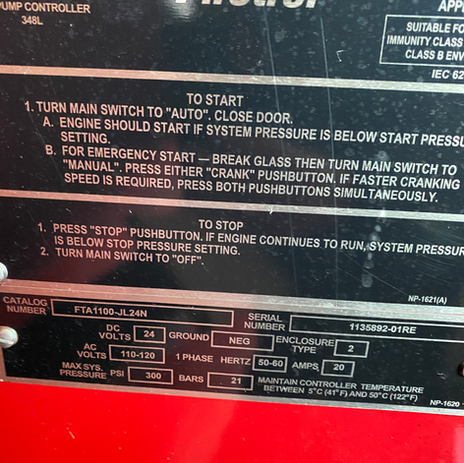 PUMP CONTROLLER
348L
APP
SUITABLE FO
IMMUNITY CLASS
CLASS B ENV
IEC 62
TO START
1. TURN MAIN SWITCH TO "AUTO". CLOSE DOOR.
A. ENGINE SHOULD START IF SYSTEM PRESSURE IS BELOW START PRESSU
SETTING.
B. FOR EMERGENCY START — BREAK GLASS THEN TURN MAIN SWITCH TO
"MANUAL". PRESS EITHER "CRANK" PUSHBUTTON. IF FASTER CRANKING
SPEED IS REQUIRED, PRESS BOTH PUSHBUTTONS SIMULTANEOUSLY.
TO STOP
1. PRESS "STOP" PUSHBUTTON. IF ENGINE CONTINUES TO RUN, SYSTEM PRESSUR
IS BELOW STOP PRESSURE SETTING.
2. TURN MAIN SWITCH TO "OFF".
NP-1621(A)
CATALOG NUMBER FTA1100-JL24N SERIAL NUMBER 1135892-01RE
DC VOLTS 24 GROUND NEG ENCLOSURE TYPE 2
AC VOLTS 110-120 1 PHASE HERTZ 50-60 AMPS 20
MAX SYS. PRESSURE PSI 300 BARS 21 MAINTAIN CONTROLLER TEMPERATURE
BETWEEN 5°C (41°F) AND 50°C (122°F)
NP-1620